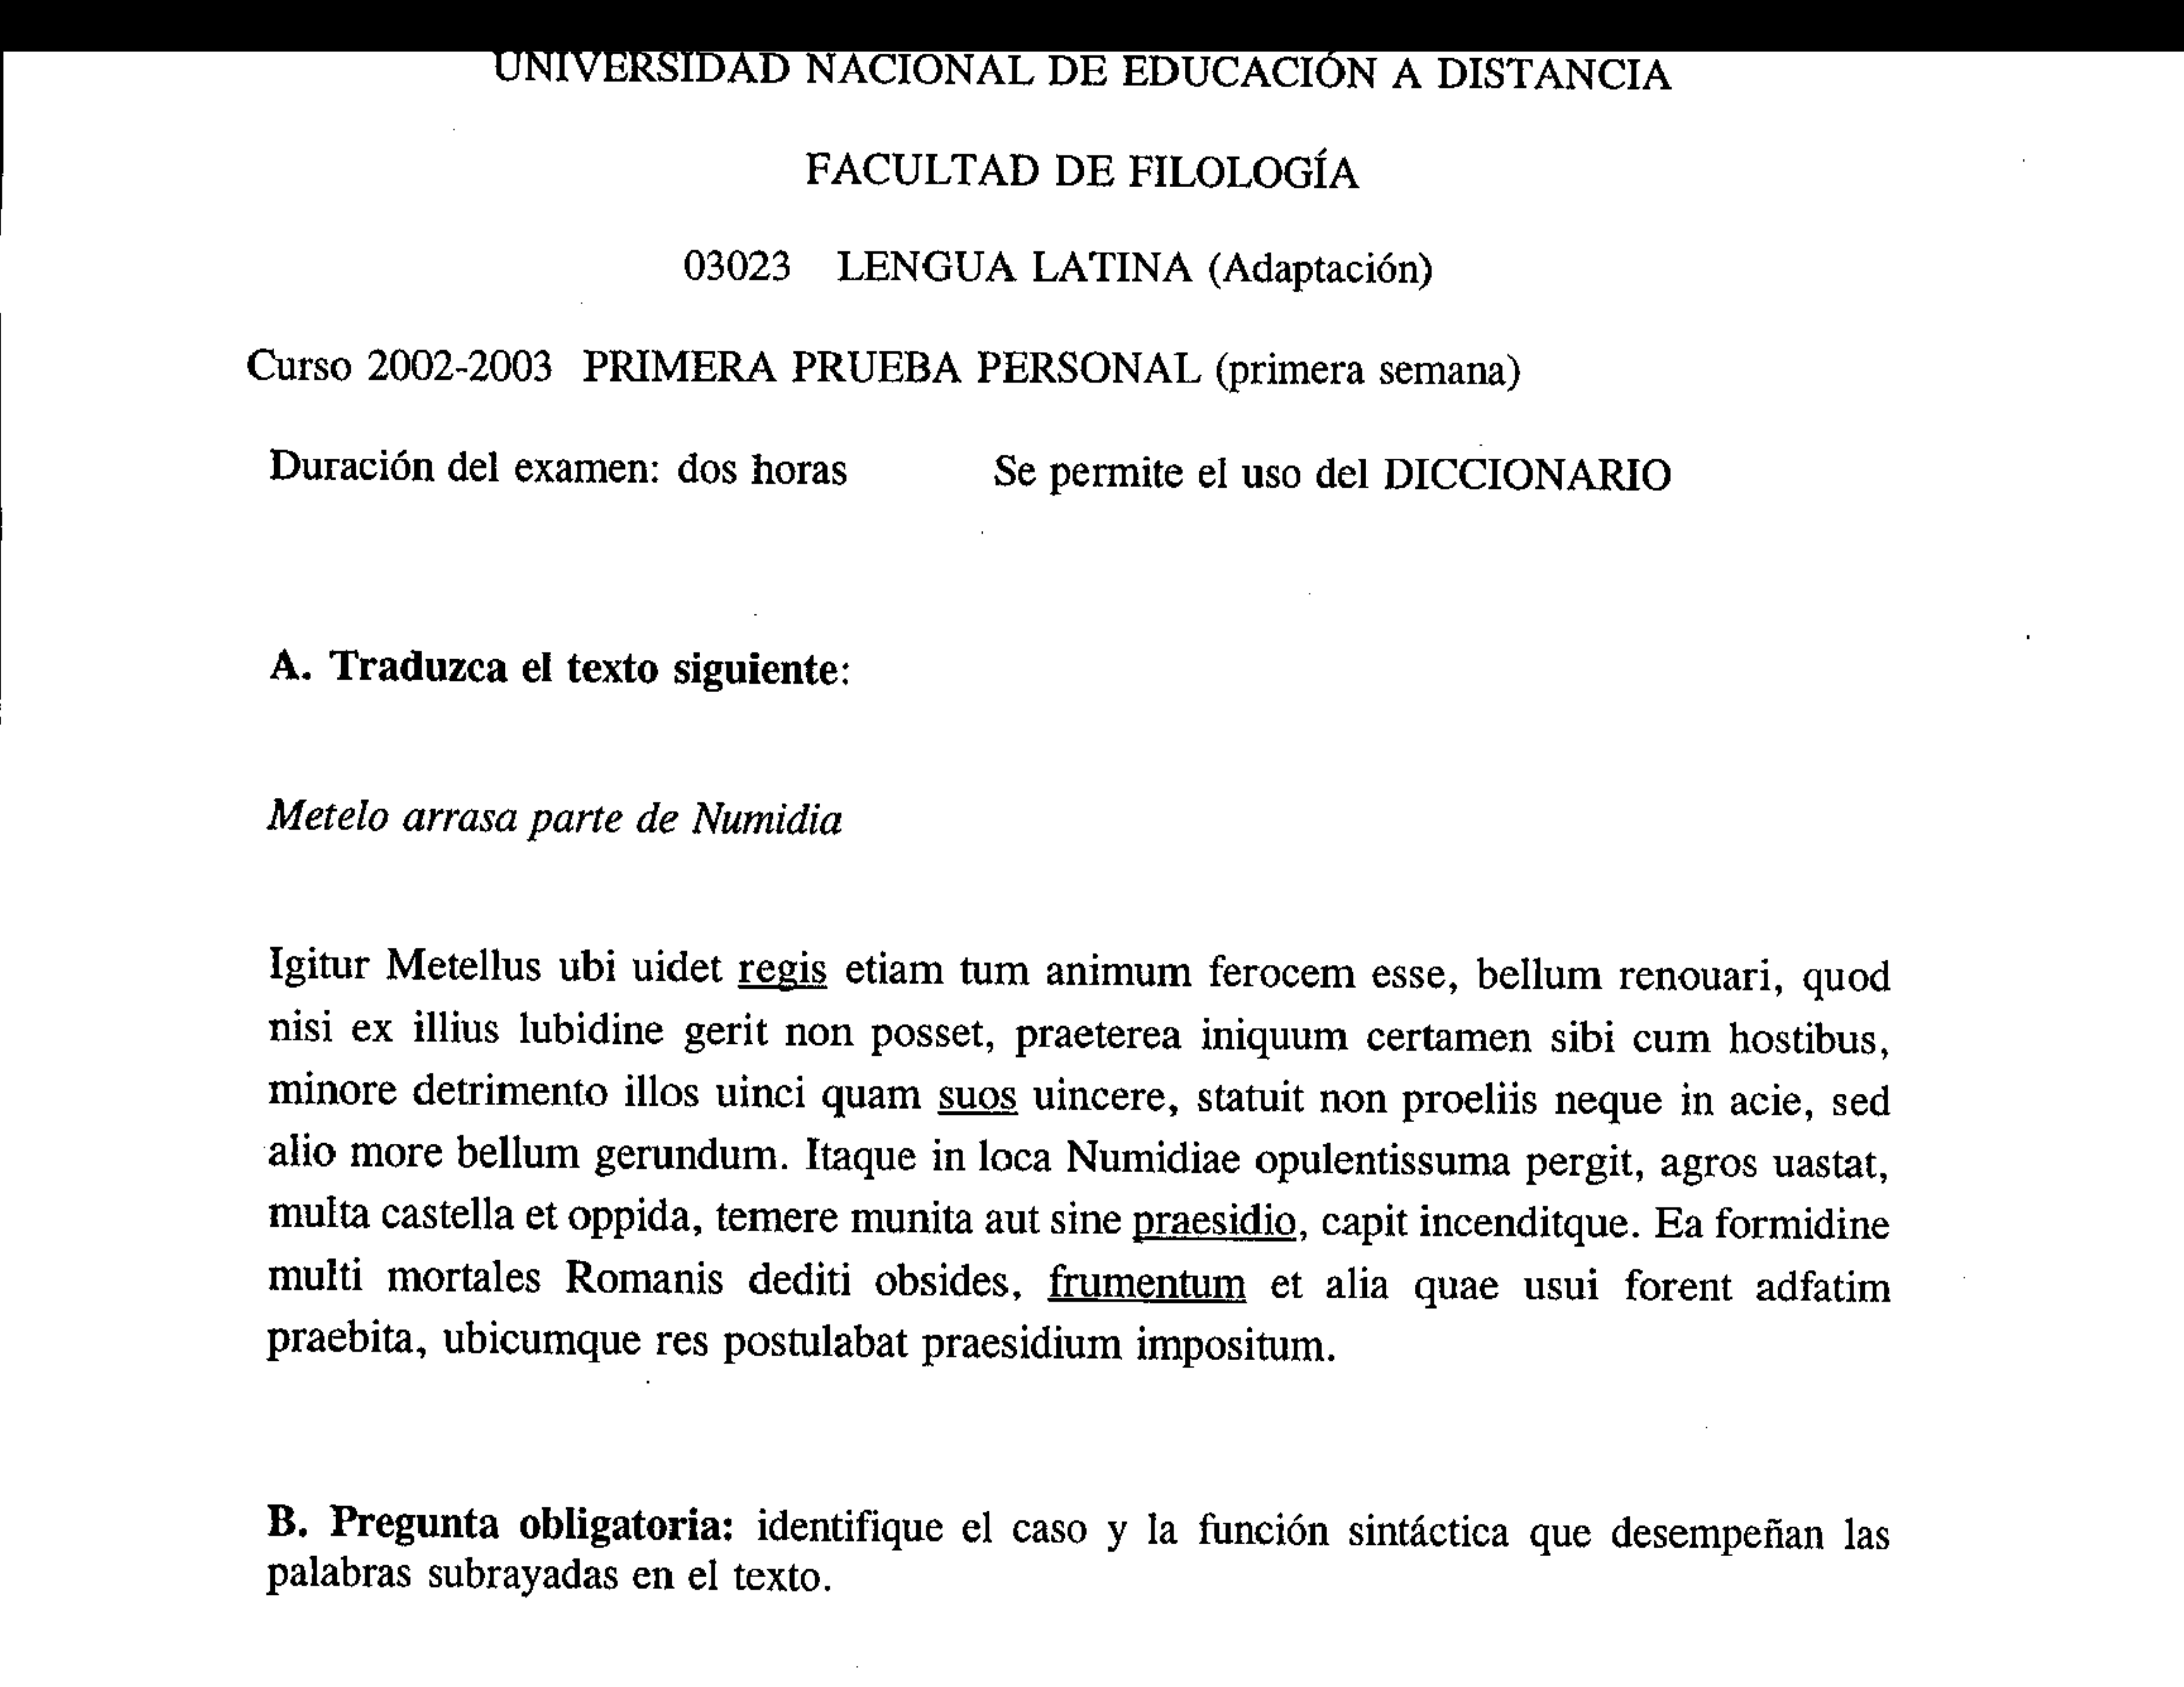 UNIVERSIDAD NACIONAL DE EDUCACIÓN A DISTANCIA
FACULTAD DE FILOLOGÍA
03023 LENGUA LATINA (Adaptación)
Curso 2002-2003 PRIMERA PRUEBA PERSONAL (primera semana)
Duración del examen: dos horas Se permite el uso del DICCIONARIO
A. Traduzca el texto siguiente:
Metelo arrasa parte de Numidia
Igitur Metellus ubi uidet regis etiam tum animum ferocem esse, bellum renouari, quod
nisi ex illius lubidine gerit non posset, praeterea iniquum certamen sibi cum hostibus,
minore detrimento illos uinci quam suos uincere, statuit non proeliis neque in acie, sed
alio more bellum gerundum. Itaque in loca Numidiae opulentissuma pergit, agros uastat,
multa castella et oppida, temere munita aut sine praesidio, capit incenditque. Ea formidine
multi mortales Romanis dediti obsides, frumentum et alia quae usui forent adfatim
praebita, ubicumque res postulabat praesidium impositum.
B. Pregunta obligatoria: identifique el caso y la función sintáctica que desempeñan las
palabras subrayadas en el texto.